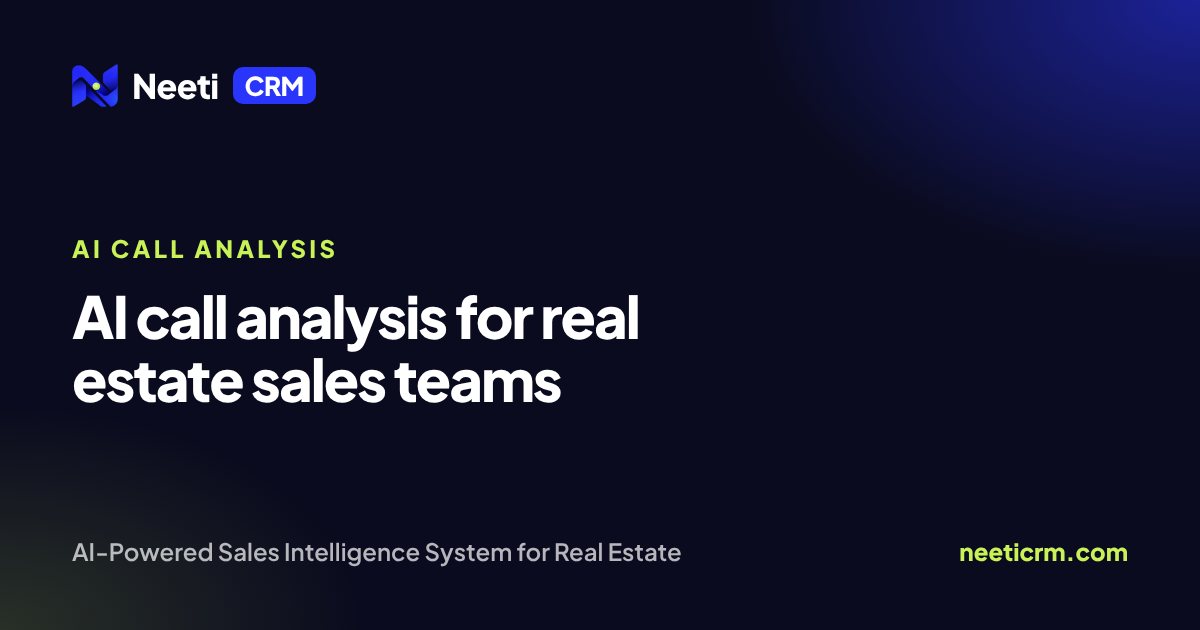 Neeti CRM
AI CALL ANALYSIS
AI call analysis for real
estate sales teams
AI-Powered Sales Intelligence System for Real Estate
neeticrm.com